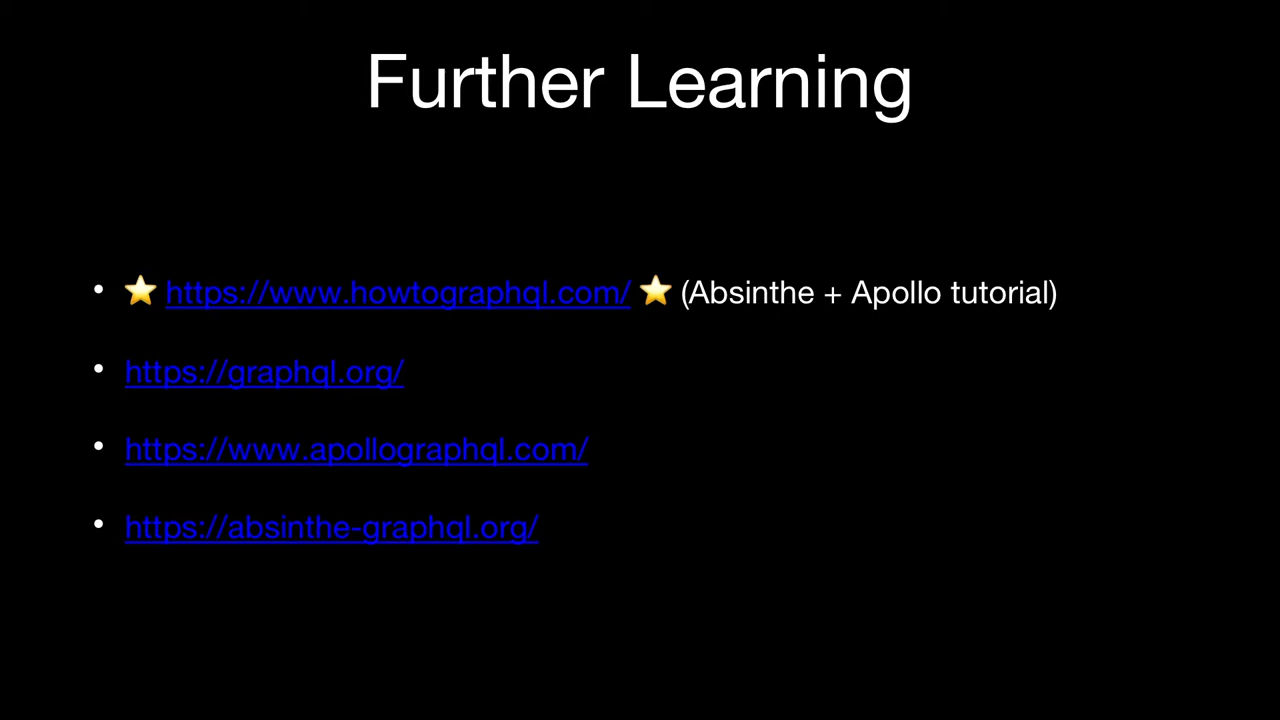 Further Learning
• ⭐ https://www.howtographql.com/ ⭐ (Absinthe + Apollo tutorial)
• https://graphql.org/
• https://www.apollographql.com/
• https://absinthe-graphql.org/